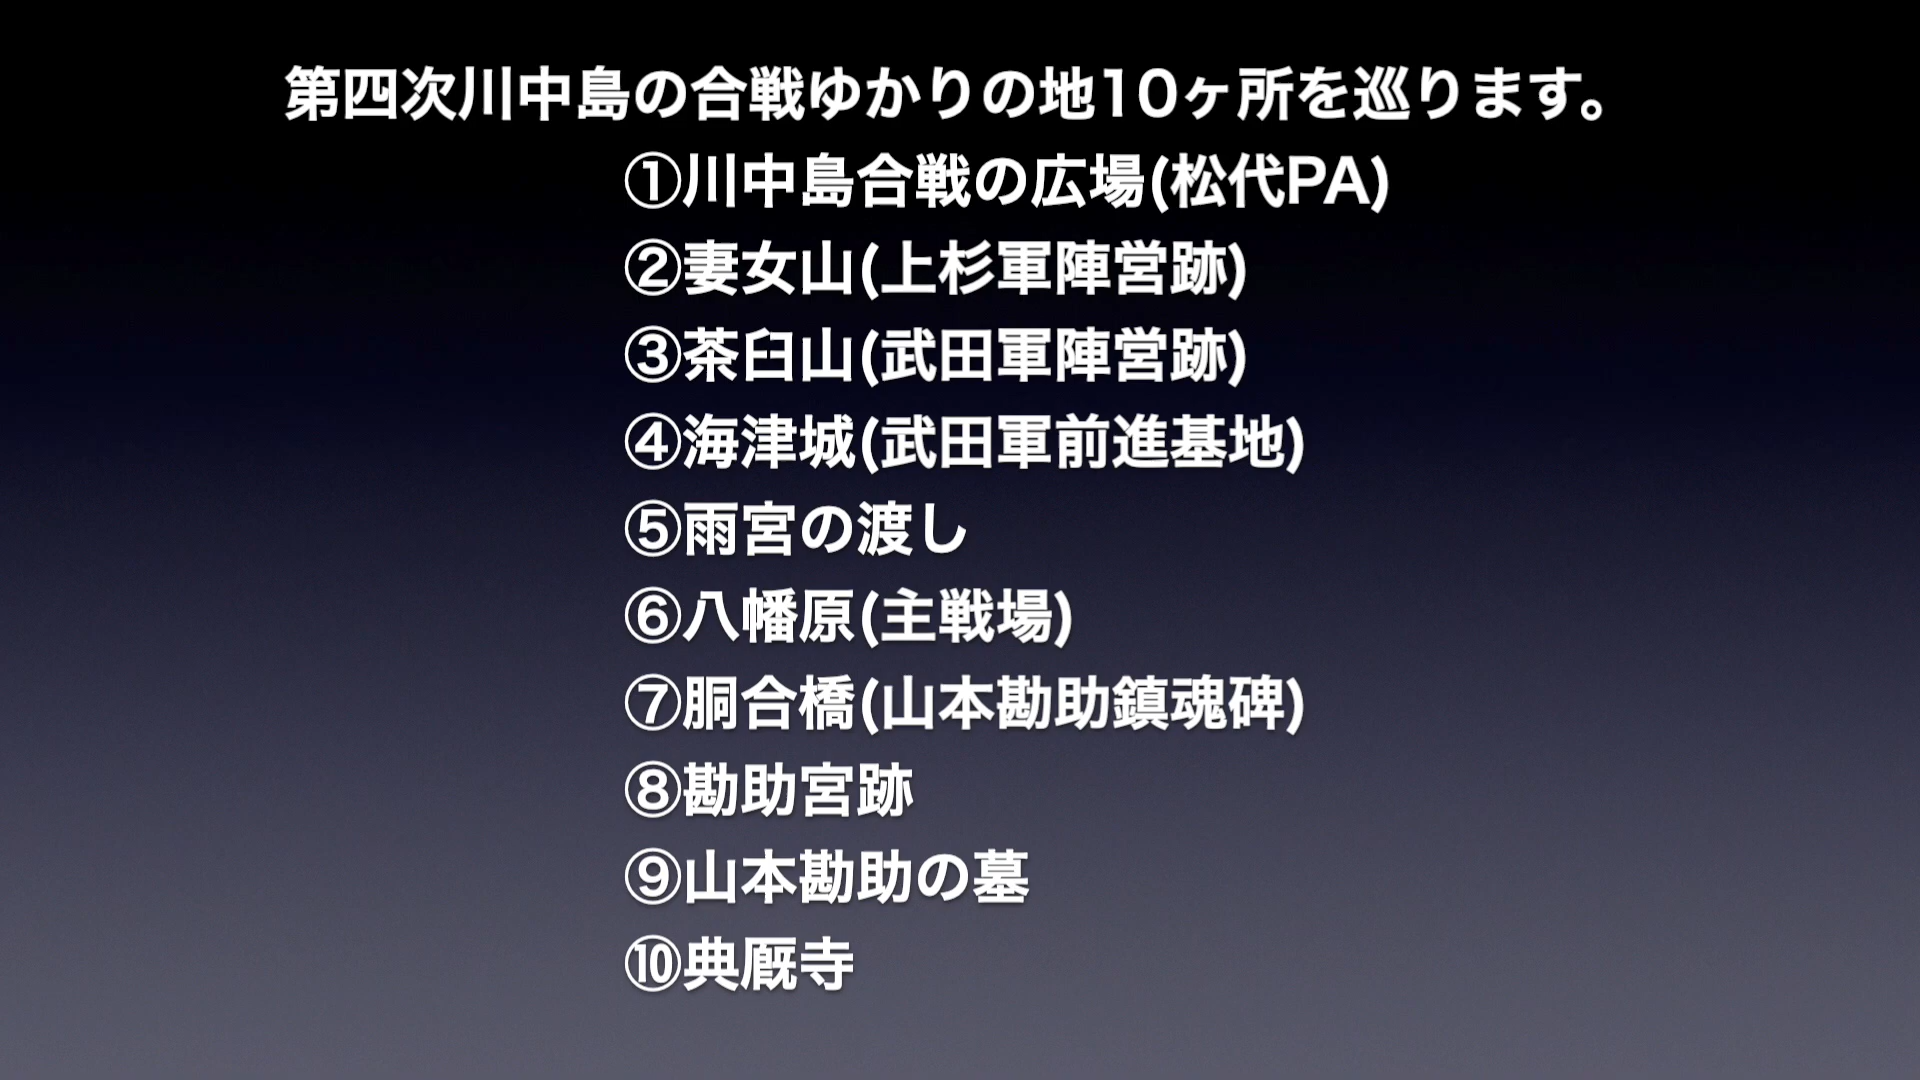 第四次川中島の合戦ゆかりの地10ヶ所を巡ります。
①川中島合戦の広場(松代PA)
②妻女山(上杉軍陣営跡)
③茶臼山(武田軍陣営跡)
④海津城(武田軍前進基地)
⑤雨宮の渡し
⑥八幡原(主戦場)
⑦胴合橋(山本勘助鎮魂碑)
⑧勘助宮跡
⑨山本勘助の墓
⑩典厩寺